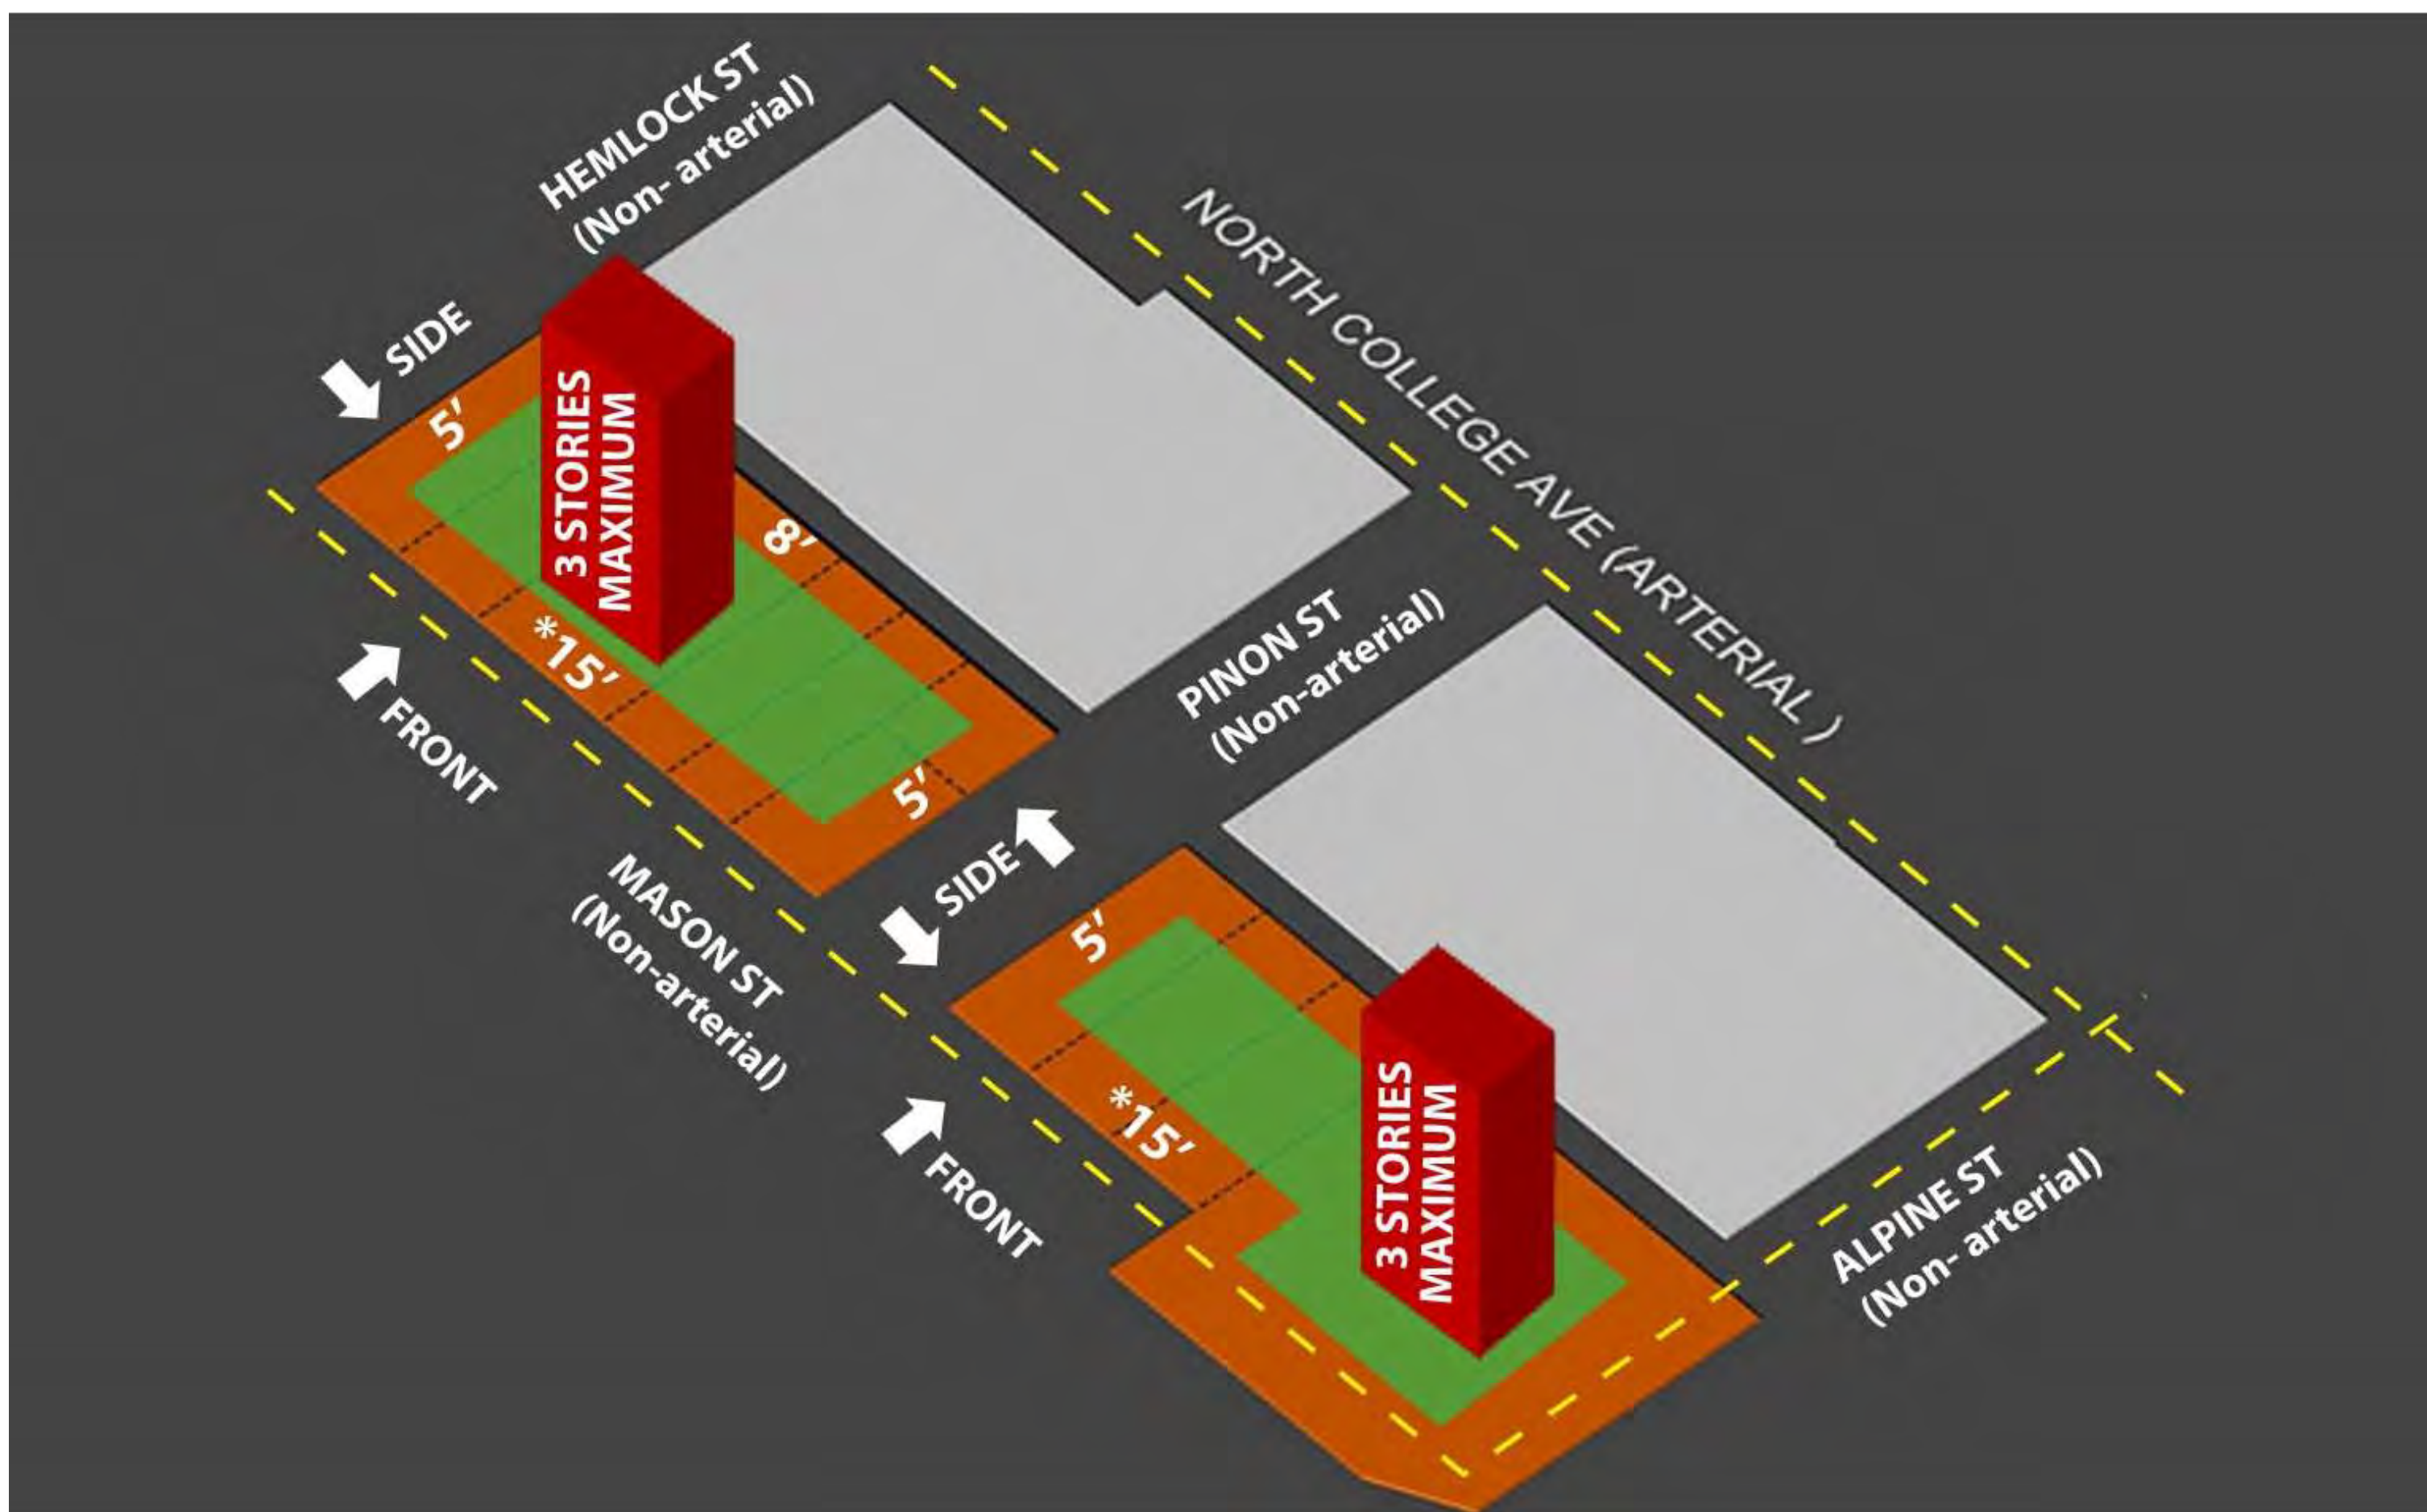 HEMLOCK ST
(Non- arterial)
NORTH COLLEGE AVE (ARTERIAL )
SIDE
5'
3 STORIES
MAXIMUM
8'
*15'
FRONT
5'
PINON ST
(Non-arterial)
SIDE
MASON ST
(Non-arterial)
5'
*15'
FRONT
3 STORIES
MAXIMUM
ALPINE ST
(Non- arterial)